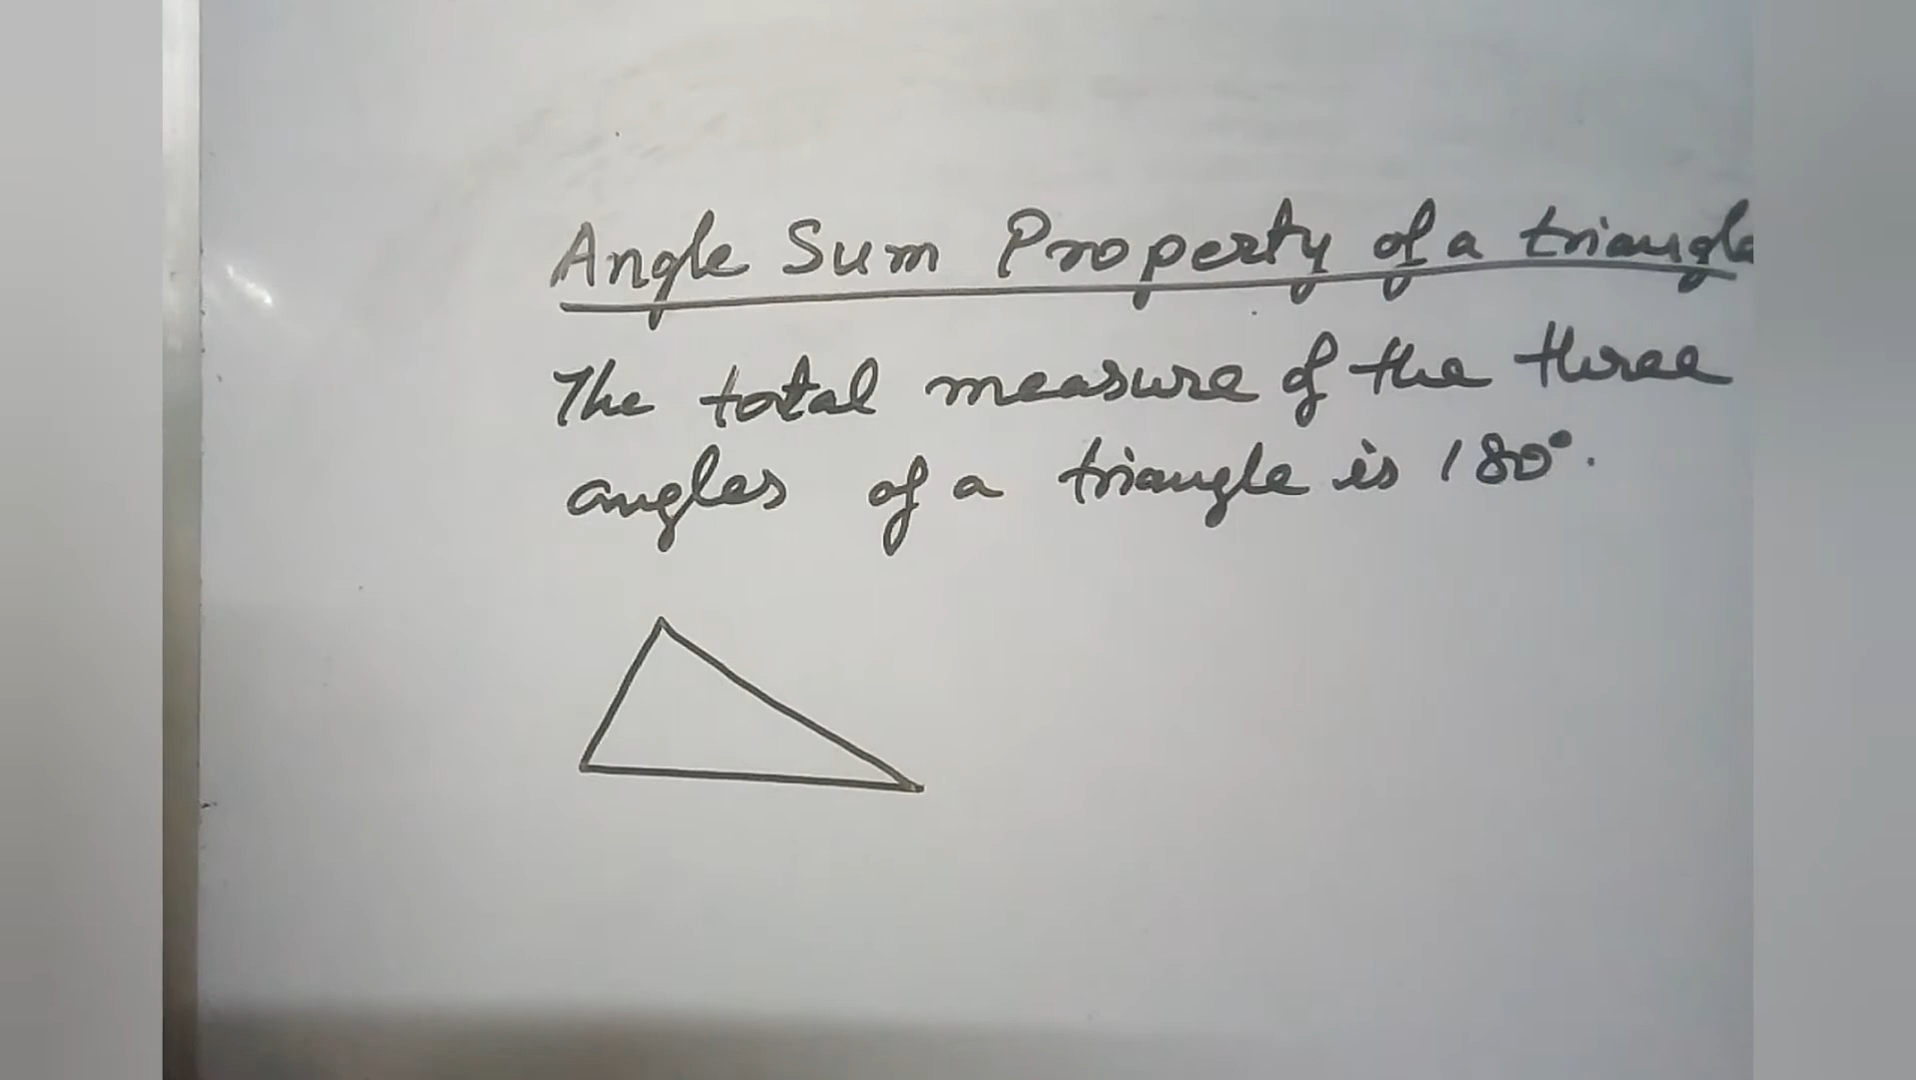 Angle Sum Property of a triangle
The total measure of the three
angles of a triangle is 180°.